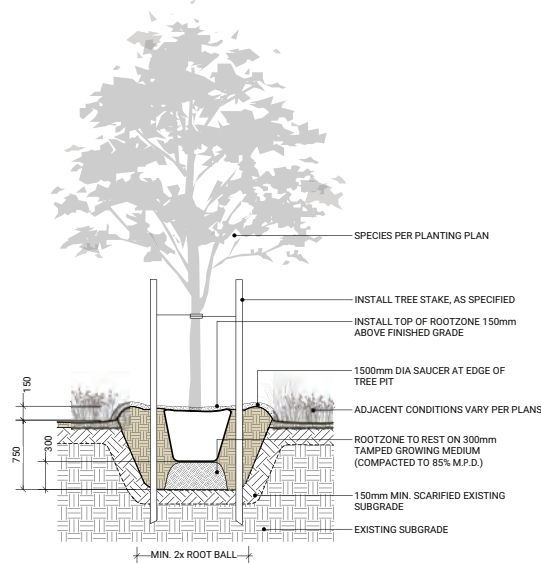 SPECIES PER PLANTING PLAN
INSTALL TREE STAKE, AS SPECIFIED
INSTALL TOP OF ROOTZONE 150mm
ABOVE FINISHED GRADE
1500mm DIA SAUCER AT EDGE OF
TREE PIT
ADJACENT CONDITIONS VARY PER PLANS
ROOTZONE TO REST ON 300mm
TAMPED GROWING MEDIUM
(COMPACTED TO 85% M.P.D.)
150mm MIN. SCARIFIED EXISTING
SUBGRADE
EXISTING SUBGRADE
150
750
300
MIN. 2x ROOT BALL